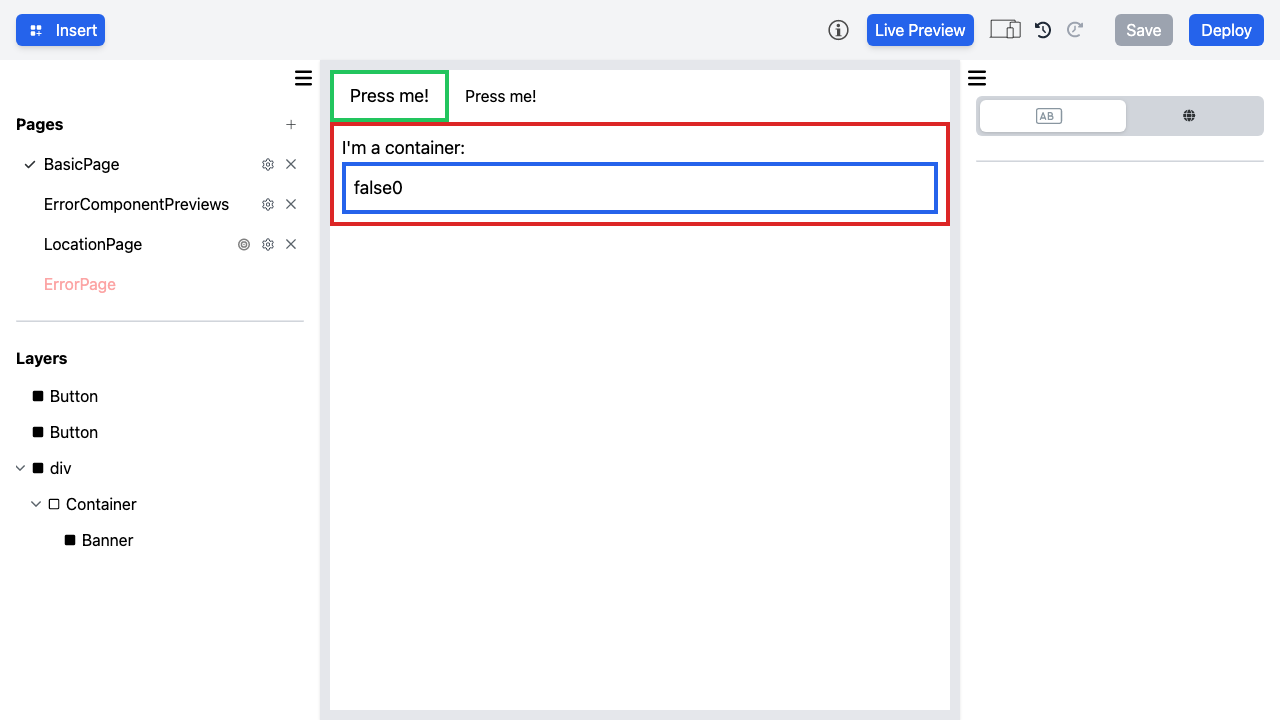 Insert
Live Preview
Save
Deploy
Pages
BasicPage
ErrorComponentPreviews
LocationPage
ErrorPage
Layers
Button
Button
div
Container
Banner
Press me!
Press me!
I'm a container:
false0
AB